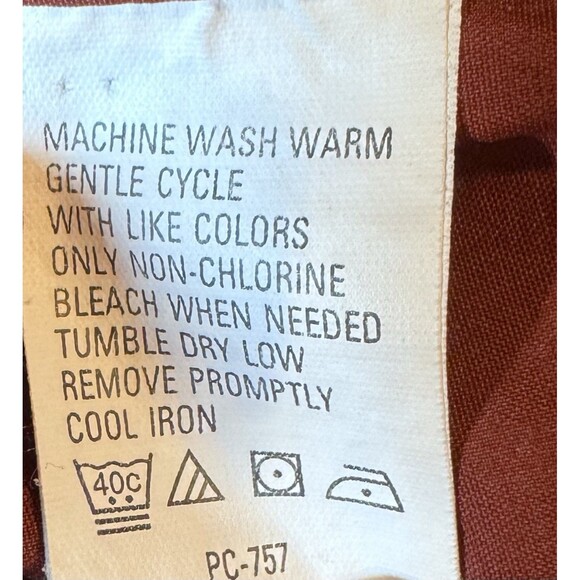 MACHINE WASH WARM
GENTLE CYCLE
WITH LIKE COLORS
ONLY NON-CHLORINE
BLEACH WHEN NEEDED
TUMBLE DRY LOW
REMOVE PROMPTLY
COOL IRON
40C
PC-757